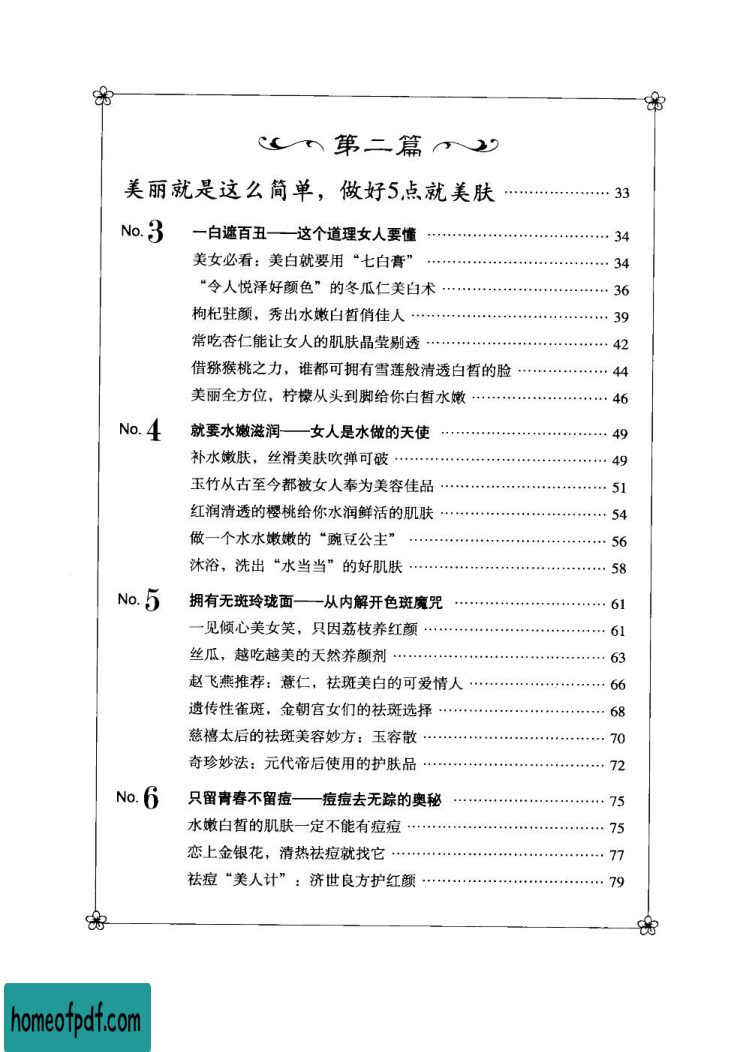 第二篇
美丽就是这么简单，做好5点就美肤 …………………… 33
No. 3 一白遮百丑——这个道理女人要懂 …………………… 34
美女必看：美白就要用“七白膏” …………………… 34
“令人悦泽好颜色”的冬瓜仁美白术 …………………… 36
枸杞驻颜，秀出水嫩白皙俏佳人 …………………… 39
常吃杏仁能让女人的肌肤晶莹剔透 …………………… 42
借猕猴桃之力，谁都可拥有雪莲般清透白皙的脸 …………………… 44
美丽全方位，柠檬从头到脚给你白皙水嫩 …………………… 46
No. 4 就要水嫩滋润——女人是水做的天使 …………………… 49
补水嫩肤，丝滑美肤吹弹可破 …………………… 49
玉竹从古至今都被女人奉为美容佳品 …………………… 51
红润清透的樱桃给你水润鲜活的肌肤 …………………… 54
做一个水水嫩嫩的“豌豆公主” …………………… 56
沐浴，洗出“水当当”的好肌肤 …………………… 58
No. 5 拥有无斑玲珑面——从内解开色斑魔咒 …………………… 61
一见倾心美女笑，只因荔枝养红颜 …………………… 61
丝瓜，越吃越美的天然养颜剂 …………………… 63
赵飞燕推荐：薏仁，祛斑美白的可爱情人 …………………… 66
遗传性雀斑，金朝宫女们的祛斑选择 …………………… 68
慈禧太后的祛斑美容妙方：玉容散 …………………… 70
奇珍妙法：元代帝后使用的护肤品 …………………… 72
No. 6 只留青春不留痘——痘痘去无踪的奥秘 …………………… 75
水嫩白皙的肌肤一定不能有痘痘 …………………… 75
恋上金银花，清热祛痘就找它 …………………… 77
祛痘“美人计”：济世良方护红颜 …………………… 79
homeofpdf.com